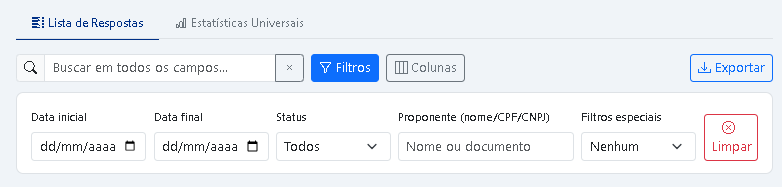 Lista de Respostas
Estatísticas Universais
Buscar em todos os campos...
×
Filtros
Colunas
Exportar
Data inicial
Data final
Status
Proponente (nome/CPF/CNPJ)
Filtros especiais
dd/mm/aaaa
dd/mm/aaaa
Todos
Nome ou documento
Nenhum
Limpar